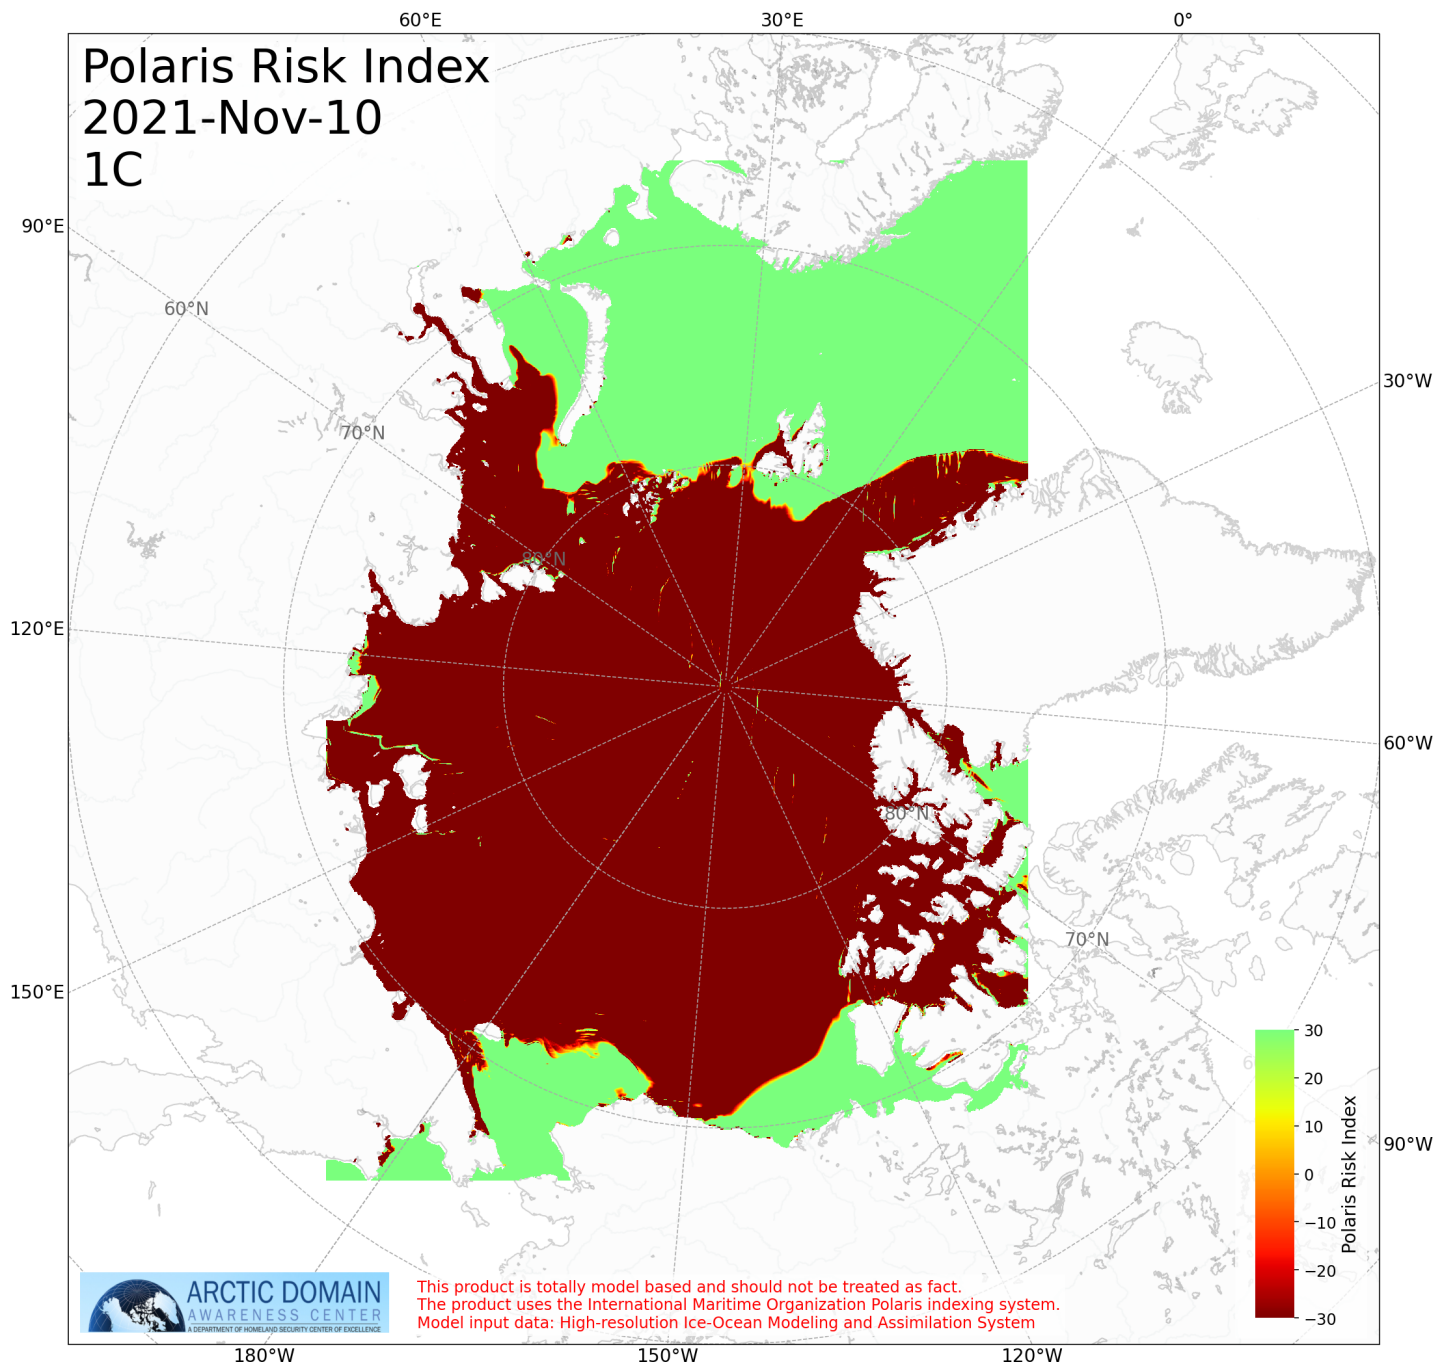 60°E 30°E 0°
Polaris Risk Index
2021-Nov-10
1C
90°E
60°N
30°W
70°N
80°N
120°E
60°W
80°N
70°N
150°E
30
20
10
0
−10
−20
−30
Polaris Risk Index
90°W
ARCTIC DOMAIN
AWARENESS CENTER
A DEPARTMENT OF HOMELAND SECURITY CENTER OF EXCELLENCE
This product is totally model based and should not be treated as fact.
The product uses the International Maritime Organization Polaris indexing system.
Model input data: High-resolution Ice-Ocean Modeling and Assimilation System
180°W 150°W 120°W